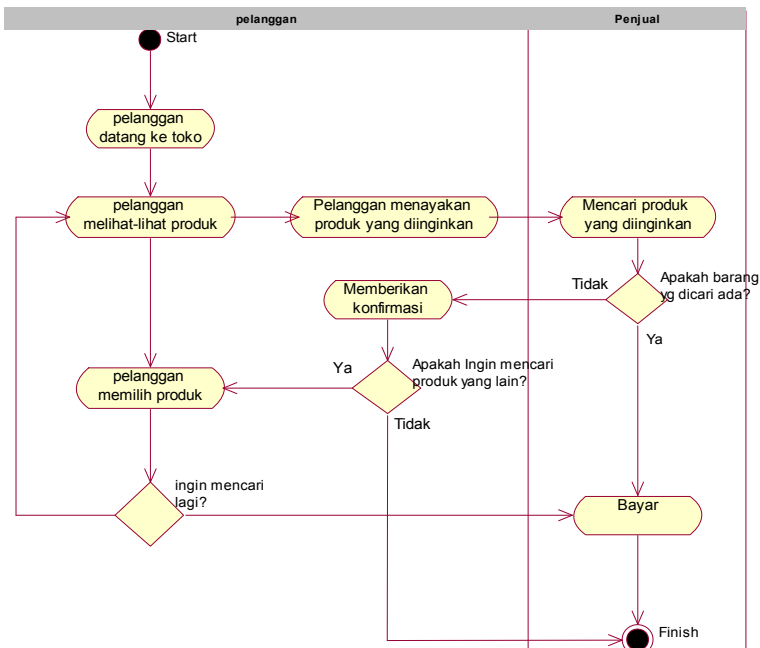 pelanggan
Penjual
Start
pelanggan
datang ke toko
pelanggan
melihat-lihat produk
Pelanggan menayakan
produk yang diinginkan
Mencari produk
yang diinginkan
Apakah barang
yg dicari ada?
Tidak
Ya
Memberikan
konfirmasi
Apakah Ingin mencari
produk yang lain?
Ya
Tidak
pelanggan
memilih produk
ingin mencari
lagi?
Bayar
Finish